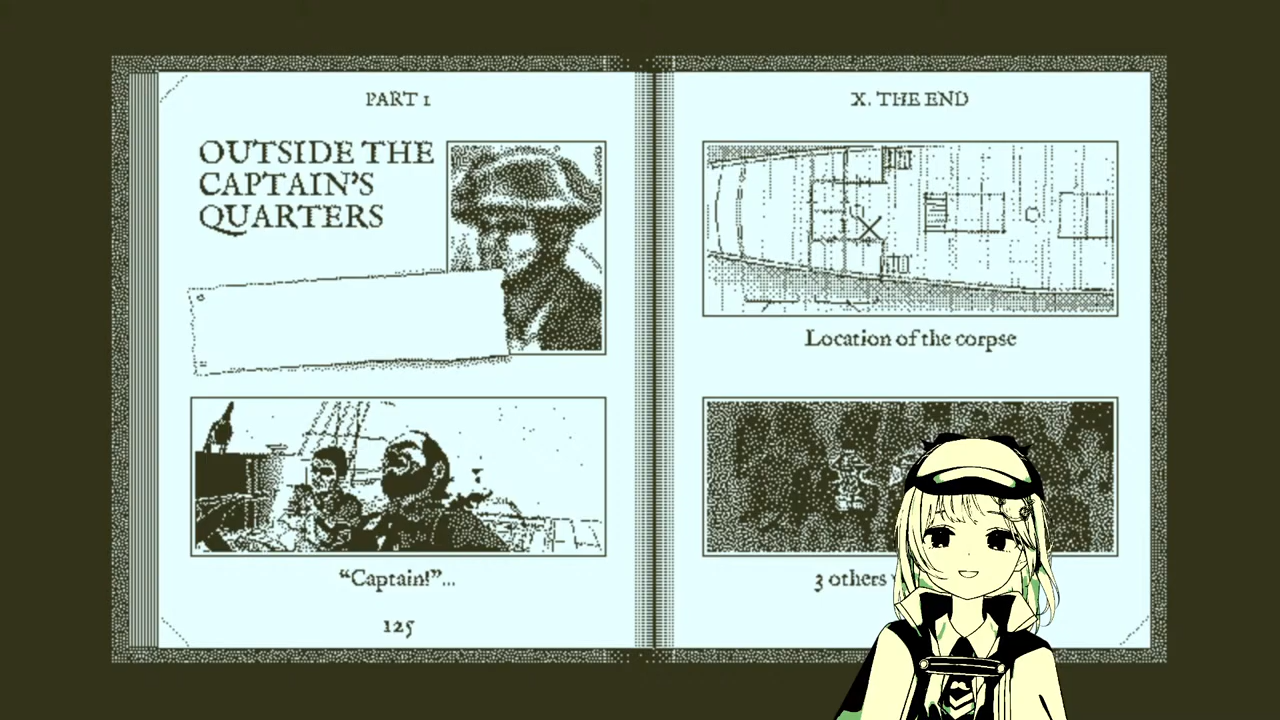 PART 1
OUTSIDE THE
CAPTAIN'S
QUARTERS
"Captain!"...
125
X. THE END
Location of the corpse
3 others